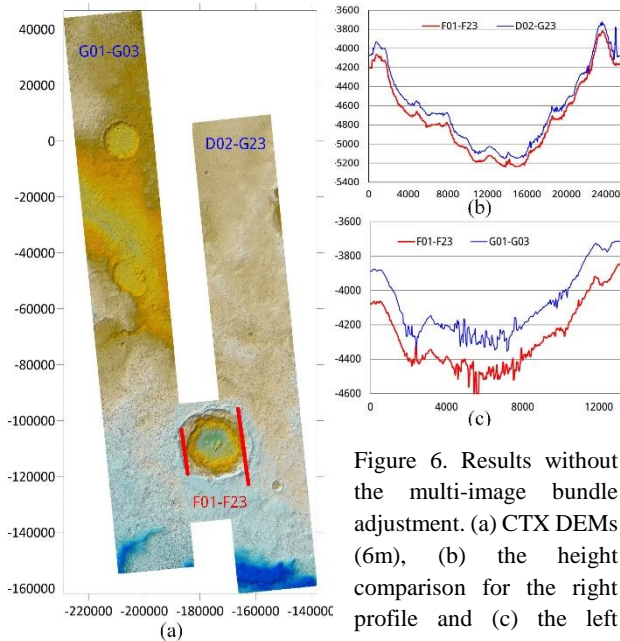 40000
20000
0
-20000
-40000
-60000
-80000
-100000
-120000
-140000
-160000
G01-G03
D02-G23
F01-F23
-220000 -200000 -180000 -160000 -140000
(a)
-3600
-3800
-4000
-4200
-4400
-4600
-4800
-5000
-5200
-5400
F01-F23 D02-G23
0 4000 8000 12000 16000 20000 24000
(b)
-3600
-3800
-4000
-4200
-4400
-4600
F01-F23 G01-G03
0 4000 8000 12000
(c)
Figure 6. Results without
the multi-image bundle
adjustment. (a) CTX DEMs
(6m), (b) the height
comparison for the right
profile and (c) the left